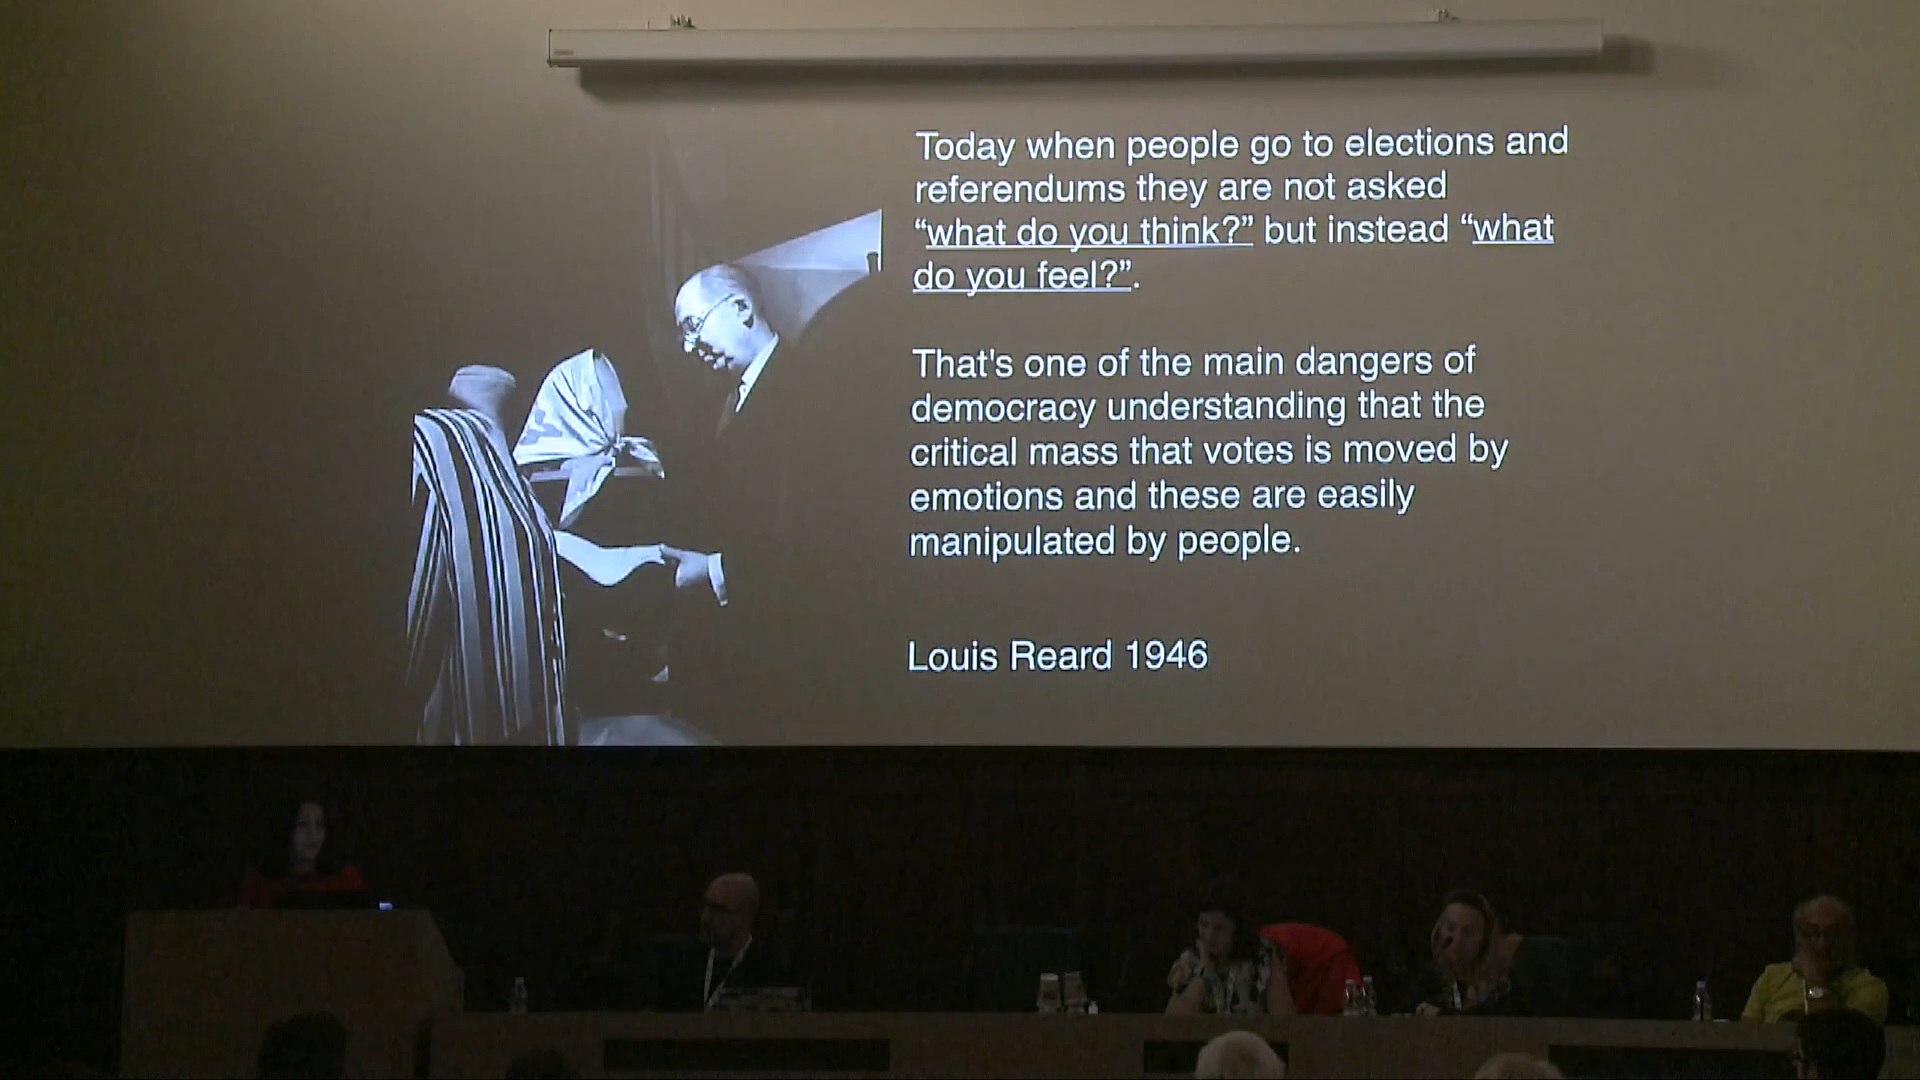 Today when people go to elections and
referendums they are not asked
“what do you think?” but instead “what
do you feel?”.
That's one of the main dangers of
democracy understanding that the
critical mass that votes is moved by
emotions and these are easily
manipulated by people.
Louis Reard 1946